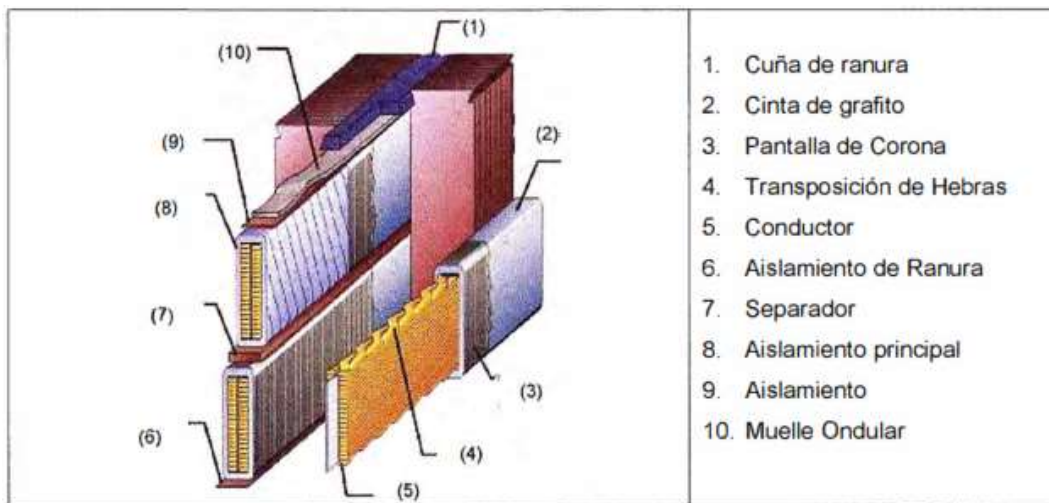 (1)
(10)
(2)
(9)
(8)
(7)
(3)
(6)
(4)
(5)
1. Cuña de ranura
2. Cinta de grafito
3. Pantalla de Corona
4. Transposición de Hebras
5. Conductor
6. Aislamiento de Ranura
7. Separador
8. Aislamiento principal
9. Aislamiento
10. Muelle Ondular